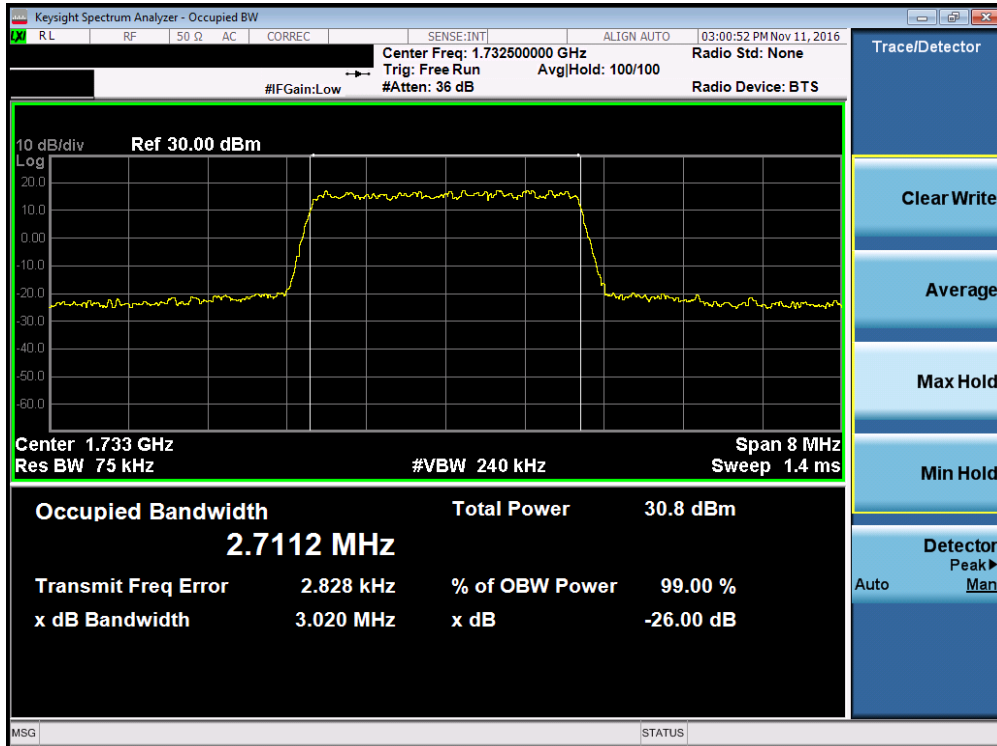 Keysight Spectrum Analyzer - Occupied BW
LXI RL RF 50 Ω AC CORREC SENSE:INT ALIGN AUTO 03:00:52 PM Nov 11, 2016
Center Freq: 1.732500000 GHz Radio Std: None
Trig: Free Run Avg|Hold: 100/100
#IFGain:Low #Atten: 36 dB Radio Device: BTS
Trace/Detector
10 dB/div Ref 30.00 dBm
Log
20.0
10.0
0.00
-10.0
-20.0
-30.0
-40.0
-50.0
-60.0
Center 1.733 GHz Span 8 MHz
Res BW 75 kHz #VBW 240 kHz Sweep 1.4 ms
Occupied Bandwidth Total Power 30.8 dBm
2.7112 MHz
Transmit Freq Error 2.828 kHz % of OBW Power 99.00 %
x dB Bandwidth 3.020 MHz x dB -26.00 dB
Clear Write
Average
Max Hold
Min Hold
Detector
Peak▶
Auto Man
MSG STATUS